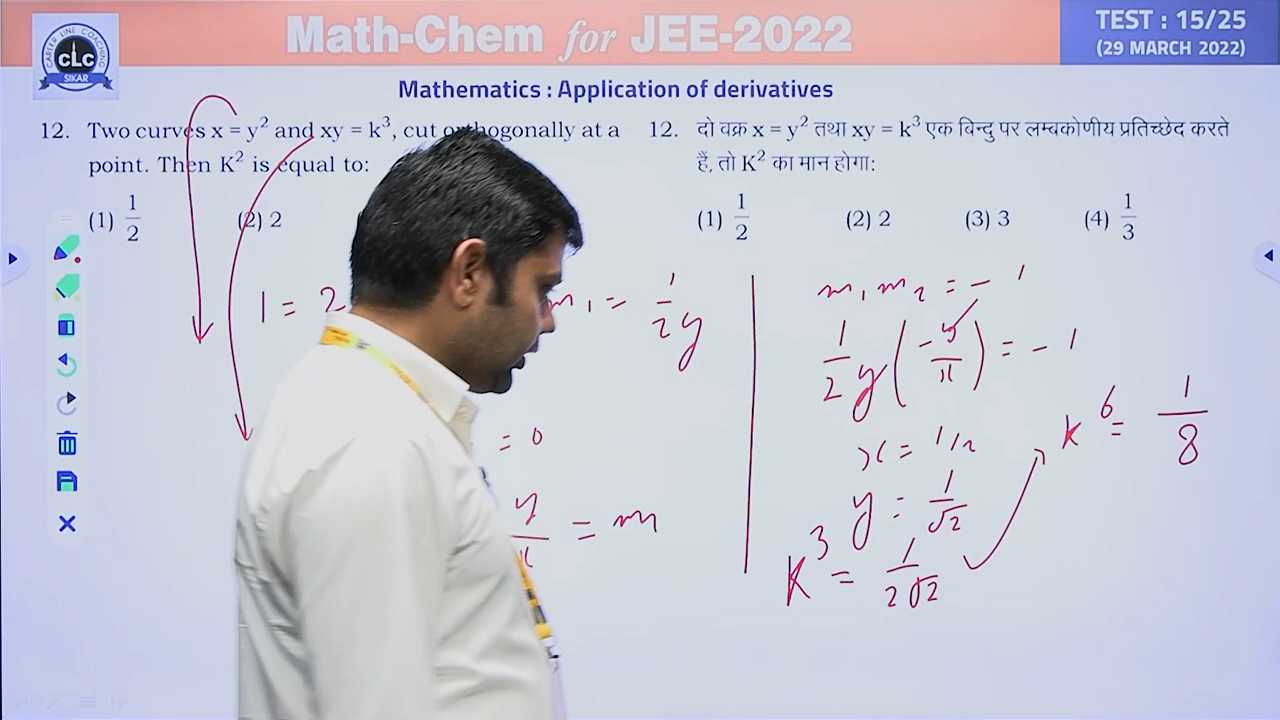 CAREER LINE COACHING
CLC
SIKAR
Math-Chem for JEE-2022
TEST : 15/25
(29 MARCH 2022)
Mathematics : Application of derivatives
12. Two curves x = y² and xy = k³, cut orthogonally at a
point. Then K² is equal to:
(1) 1/2
(2) 2
12. दो वक्र x = y² तथा xy = k³ एक बिन्दु पर लम्बकोणीय प्रतिच्छेद करते
हैं, तो K² का मान होगा:
(1) 1/2
(2) 2
(3) 3
(4) 1/3
1 = 2
m₁ = 1/2y
= 0
y/x = m
m₁ m₂ = -1
1/2y (-y/x) = -1
x = 1/2
y = 1/√2
K³ = 1/2√2
k⁶ = 1/8